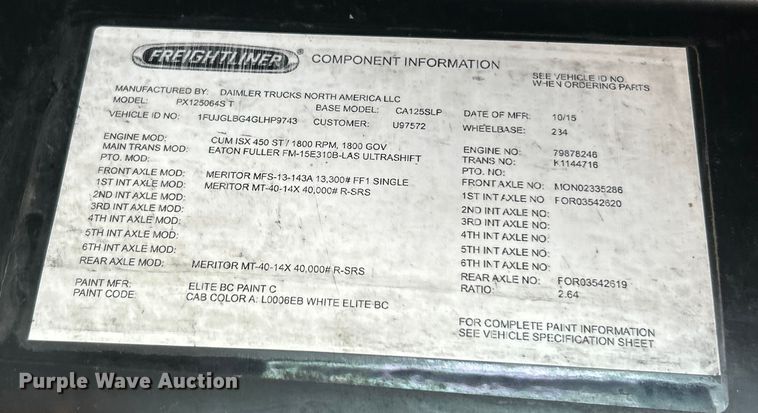 FREIGHTLINER® COMPONENT INFORMATION
SEE VEHICLE ID NO.
WHEN ORDERING PARTS
MANUFACTURED BY: DAIMLER TRUCKS NORTH AMERICA LLC
MODEL: PX125064S T BASE MODEL: CA125SLP DATE OF MFR: 10/15
VEHICLE ID NO: 1FUJGLBG4GLHP9743 CUSTOMER: U97572 WHEELBASE: 234
ENGINE MOD: CUM ISX 450 ST / 1800 RPM, 1800 GOV ENGINE NO: 79878246
MAIN TRANS MOD: EATON FULLER FM-15E310B-LAS ULTRASHIFT TRANS NO: K1144716
PTO. MOD: PTO. NO:
FRONT AXLE MOD: MERITOR MFS-13-143A 13,300# FF1 SINGLE FRONT AXLE NO: MON02335286
1ST INT AXLE MOD: MERITOR MT-40-14X 40,000# R-SRS 1ST INT AXLE NO: FOR03542620
2ND INT AXLE MOD: 2ND INT AXLE NO:
3RD INT AXLE MOD: 3RD INT AXLE NO:
4TH INT AXLE MOD: 4TH INT AXLE NO:
5TH INT AXLE MOD: 5TH INT AXLE NO:
6TH INT AXLE MOD: 6TH INT AXLE NO:
REAR AXLE MOD: MERITOR MT-40-14X 40,000# R-SRS REAR AXLE NO: FOR03542619
RATIO: 2.64
PAINT MFR: ELITE BC PAINT C
PAINT CODE: CAB COLOR A: L0006EB WHITE ELITE BC
FOR COMPLETE PAINT INFORMATION
SEE VEHICLE SPECIFICATION SHEET
Purple Wave Auction